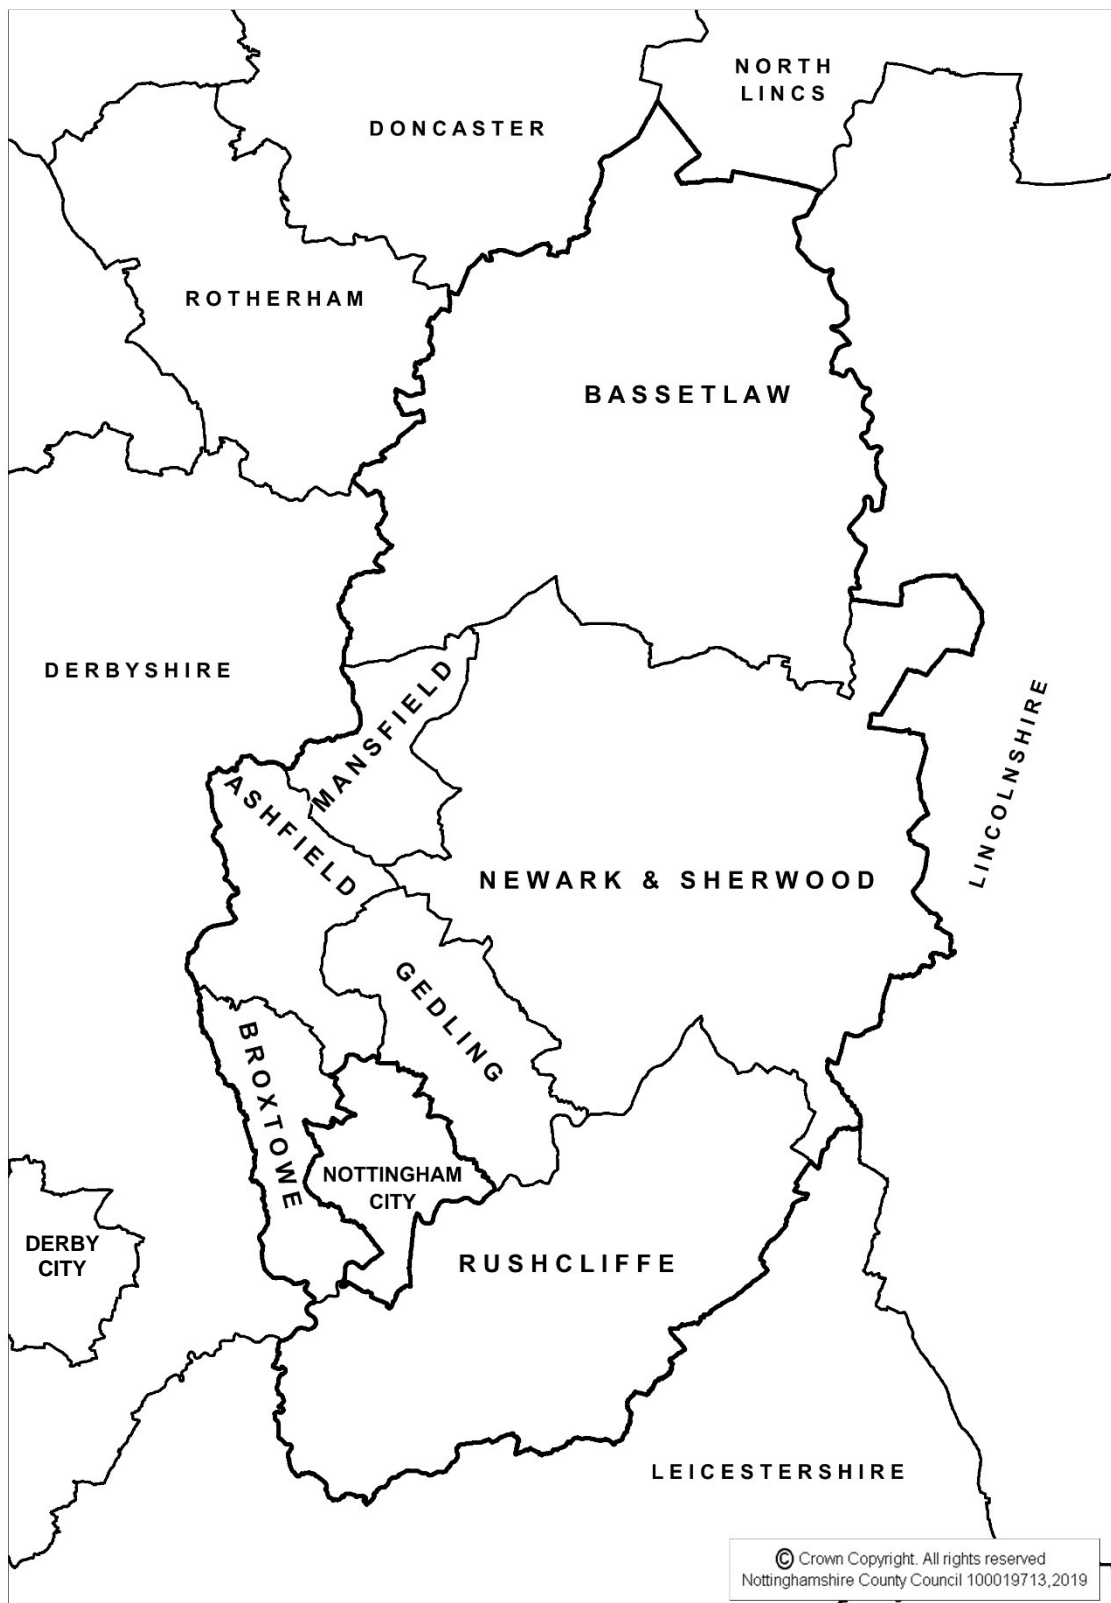 NORTH
LINCS
DONCASTER
ROTHERHAM
BASSETLAW
DERBYSHIRE
MANSFIELD
LINCOLNSHIRE
ASHFIELD
NEWARK & SHERWOOD
GEDLING
BROXTOWE
NOTTINGHAM
CITY
DERBY
CITY
RUSHCLIFFE
LEICESTERSHIRE
© Crown Copyright. All rights reserved
Nottinghamshire County Council 100019713,2019